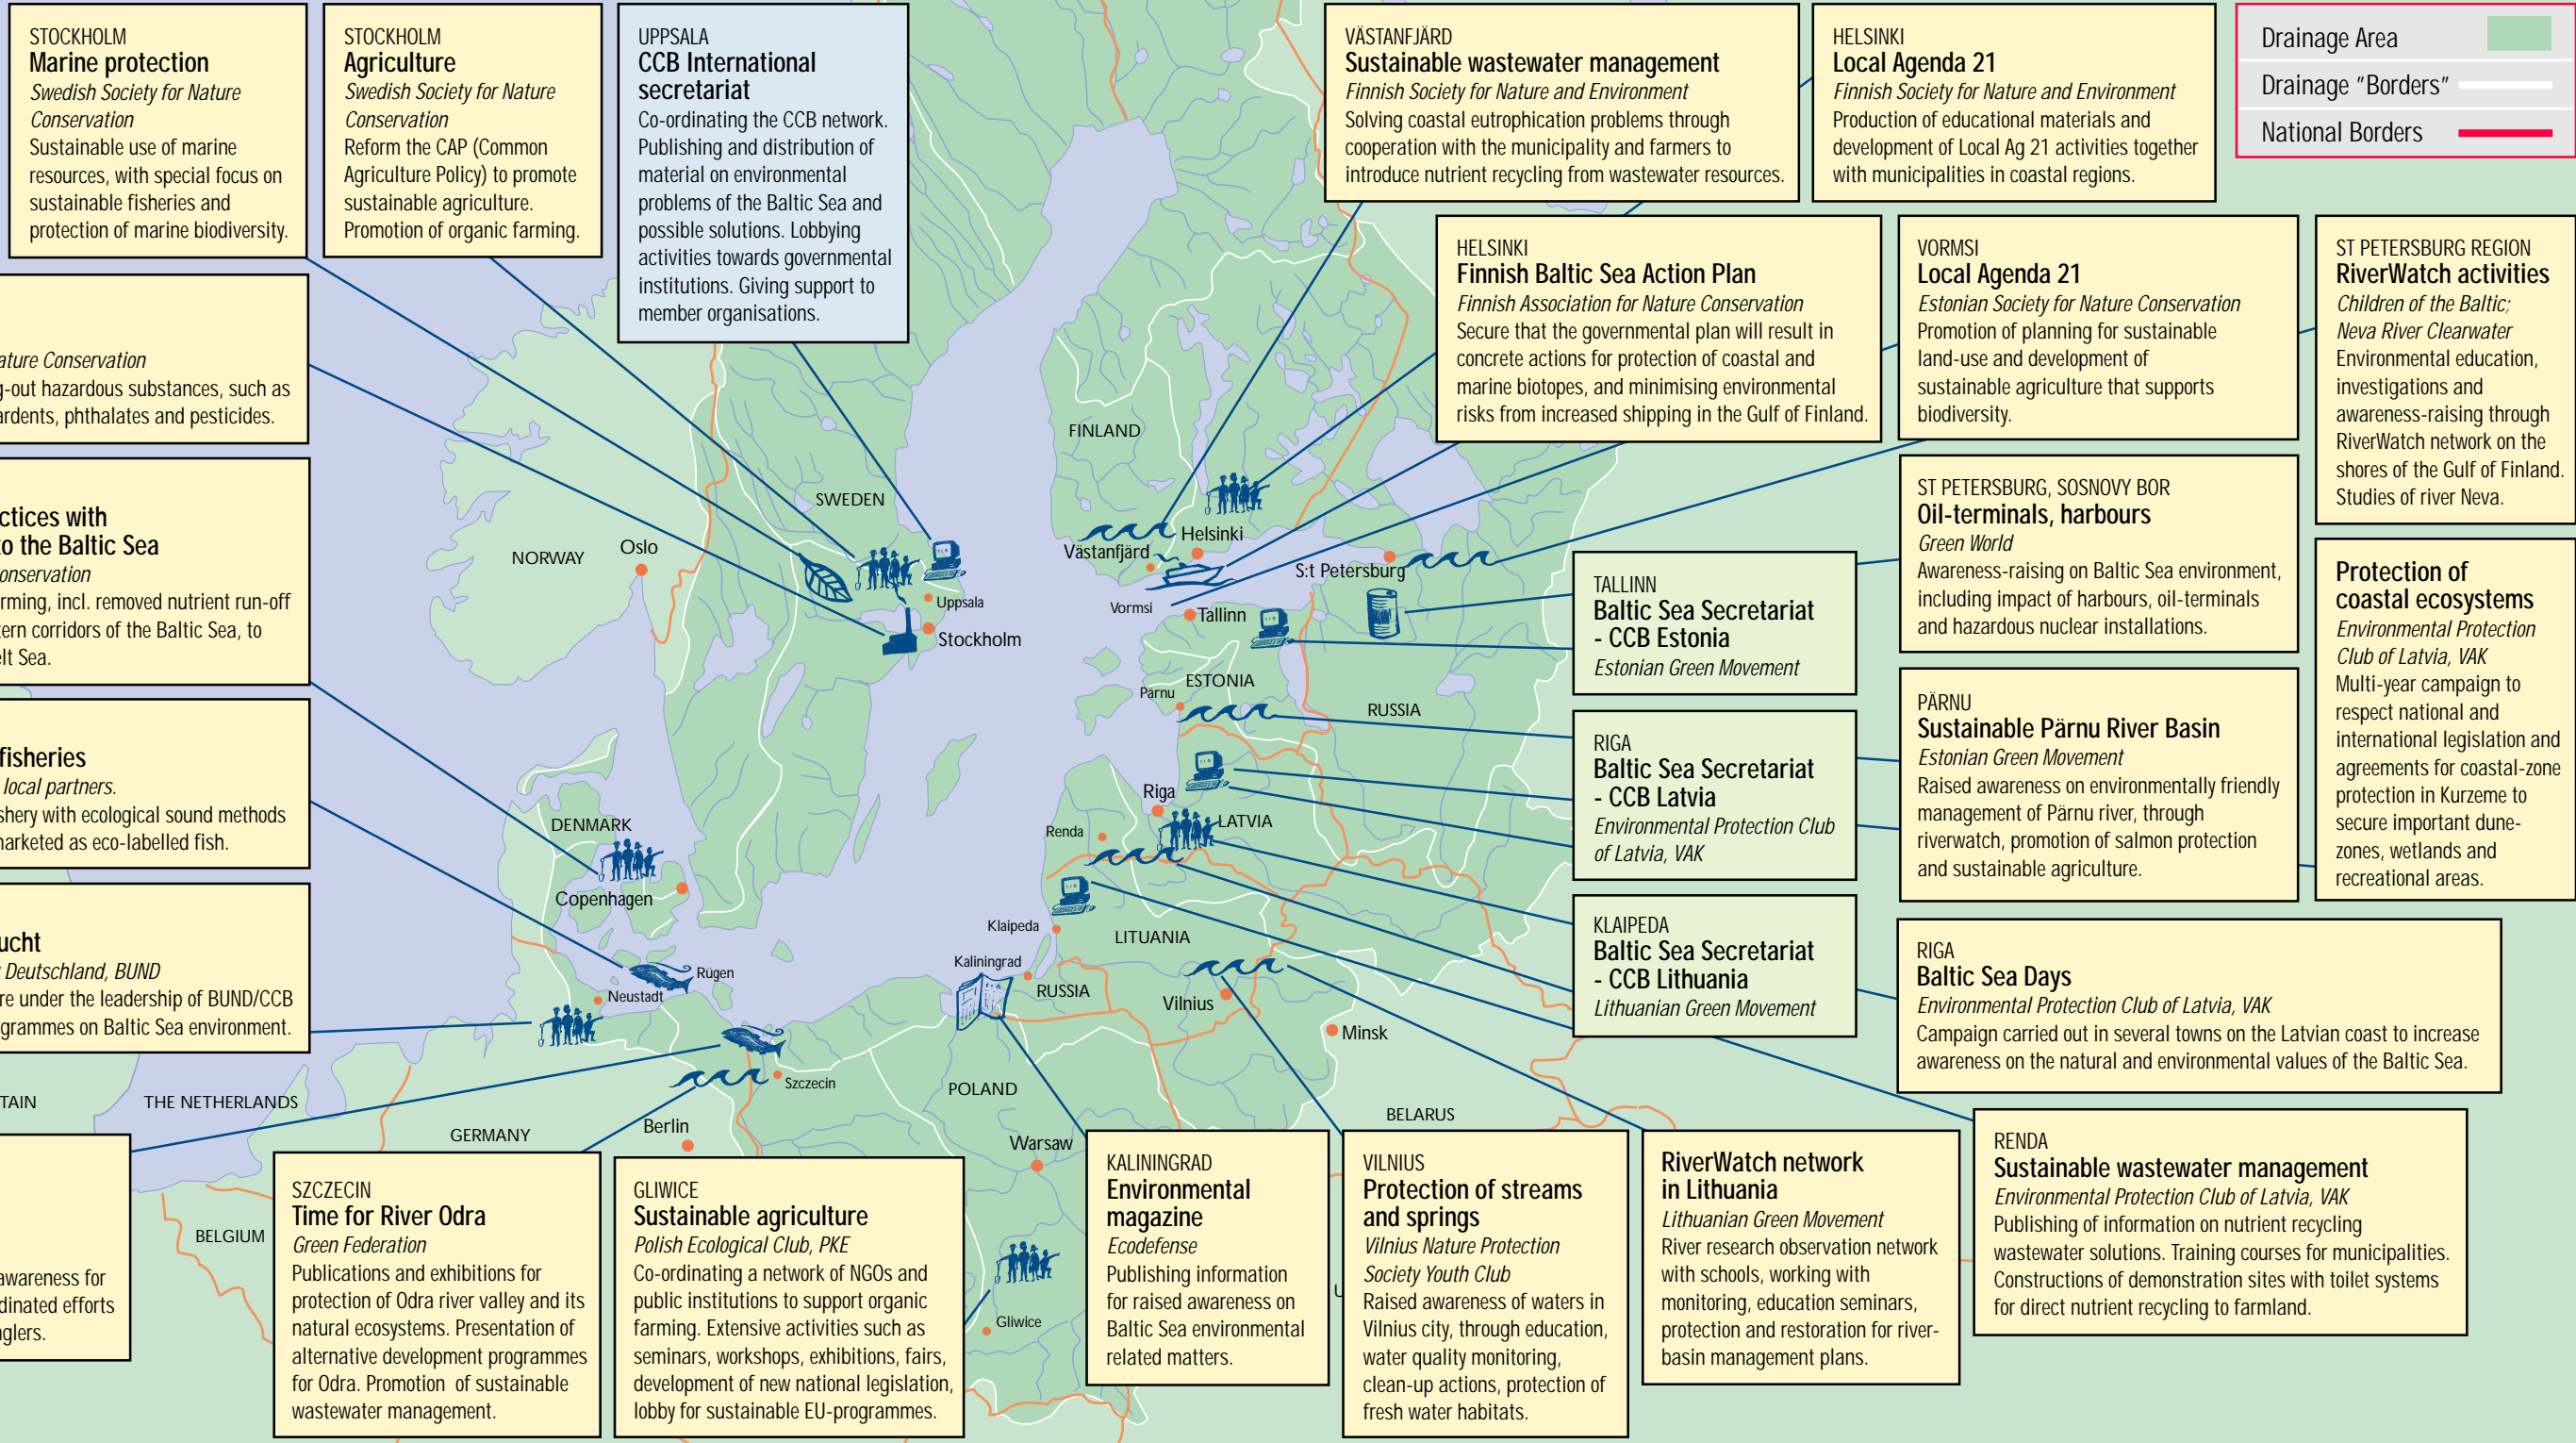 STOCKHOLM
Marine protection
Swedish Society for Nature
Conservation
Sustainable use of marine
resources, with special focus on
sustainable fisheries and
protection of marine biodiversity.
STOCKHOLM
Agriculture
Swedish Society for Nature
Conservation
Reform the CAP (Common
Agriculture Policy) to promote
sustainable agriculture.
Promotion of organic farming.
UPPSALA
CCB International
secretariat
Co-ordinating the CCB network.
Publishing and distribution of
material on environmental
problems of the Baltic Sea and
possible solutions. Lobbying
activities towards governmental
institutions. Giving support to
member organisations.
VÄSTANFJÄRD
Sustainable wastewater management
Finnish Society for Nature and Environment
Solving coastal eutrophication problems through
cooperation with the municipality and farmers to
introduce nutrient recycling from wastewater resources.
HELSINKI
Local Agenda 21
Finnish Society for Nature and Environment
Production of educational materials and
development of Local Ag 21 activities together
with municipalities in coastal regions.
Drainage Area
Drainage "Borders"
National Borders
HELSINKI
Finnish Baltic Sea Action Plan
Finnish Association for Nature Conservation
Secure that the governmental plan will result in
concrete actions for protection of coastal and
marine biotopes, and minimising environmental
risks from increased shipping in the Gulf of Finland.
VORMSI
Local Agenda 21
Estonian Society for Nature Conservation
Promotion of planning for sustainable
land-use and development of
sustainable agriculture that supports
biodiversity.
ST PETERSBURG REGION
RiverWatch activities
Children of the Baltic;
Neva River Clearwater
Environmental education,
investigations and
awareness-raising through
RiverWatch network on the
shores of the Gulf of Finland.
Studies of river Neva.
ature Conservation
g-out hazardous substances, such as
ardents, phthalates and pesticides.
ctices with
to the Baltic Sea
onservation
rming, incl. removed nutrient run-off
tern corridors of the Baltic Sea, to
elt Sea.
fisheries
local partners.
shery with ecological sound methods
narketed as eco-labelled fish.
ucht
Deutschland, BUND
re under the leadership of BUND/CCB
grammes on Baltic Sea environment.
awareness for
dinated efforts
nglers.
ST PETERSBURG, SOSNOVY BOR
Oil-terminals, harbours
Green World
Awareness-raising on Baltic Sea environment,
including impact of harbours, oil-terminals
and hazardous nuclear installations.
TALLINN
Baltic Sea Secretariat
- CCB Estonia
Estonian Green Movement
Protection of
coastal ecosystems
Environmental Protection
Club of Latvia, VAK
Multi-year campaign to
respect national and
international legislation and
agreements for coastal-zone
protection in Kurzeme to
secure important dune-
zones, wetlands and
recreational areas.
PÄRNU
Sustainable Pärnu River Basin
Estonian Green Movement
Raised awareness on environmentally friendly
management of Pärnu river, through
riverwatch, promotion of salmon protection
and sustainable agriculture.
RIGA
Baltic Sea Secretariat
- CCB Latvia
Environmental Protection Club
of Latvia, VAK
KLAIPEDA
Baltic Sea Secretariat
- CCB Lithuania
Lithuanian Green Movement
RIGA
Baltic Sea Days
Environmental Protection Club of Latvia, VAK
Campaign carried out in several towns on the Latvian coast to increase
awareness on the natural and environmental values of the Baltic Sea.
RENDA
Sustainable wastewater management
Environmental Protection Club of Latvia, VAK
Publishing of information on nutrient recycling
wastewater solutions. Training courses for municipalities.
Constructions of demonstration sites with toilet systems
for direct nutrient recycling to farmland.
SZCZECIN
Time for River Odra
Green Federation
Publications and exhibitions for
protection of Odra river valley and its
natural ecosystems. Presentation of
alternative development programmes
for Odra. Promotion of sustainable
wastewater management.
GLIWICE
Sustainable agriculture
Polish Ecological Club, PKE
Co-ordinating a network of NGOs and
public institutions to support organic
farming. Extensive activities such as
seminars, workshops, exhibitions, fairs,
development of new national legislation,
lobby for sustainable EU-programmes.
KALININGRAD
Environmental
magazine
Ecodefense
Publishing information
for raised awareness on
Baltic Sea environmental
related matters.
VILNIUS
Protection of streams
and springs
Vilnius Nature Protection
Society Youth Club
Raised awareness of waters in
Vilnius city, through education,
water quality monitoring,
clean-up actions, protection of
fresh water habitats.
RiverWatch network
in Lithuania
Lithuanian Green Movement
River research observation network
with schools, working with
monitoring, education seminars,
protection and restoration for river-
basin management plans.
FINLAND
SWEDEN
NORWAY
Oslo
Helsinki
Västanfjärd
S:t Petersburg
Uppsala
Vormsi
Tallinn
Stockholm
ESTONIA
Pärnu
RUSSIA
Riga
DENMARK
Renda
LATVIA
Copenhagen
Klaipeda
LITUANIA
Kaliningrad
Rügen
RUSSIA
Neustadt
Vilnius
Minsk
Szczecin
POLAND
TAIN
THE NETHERLANDS
BELARUS
GERMANY
Berlin
Warsaw
BELGIUM
U
Gliwice